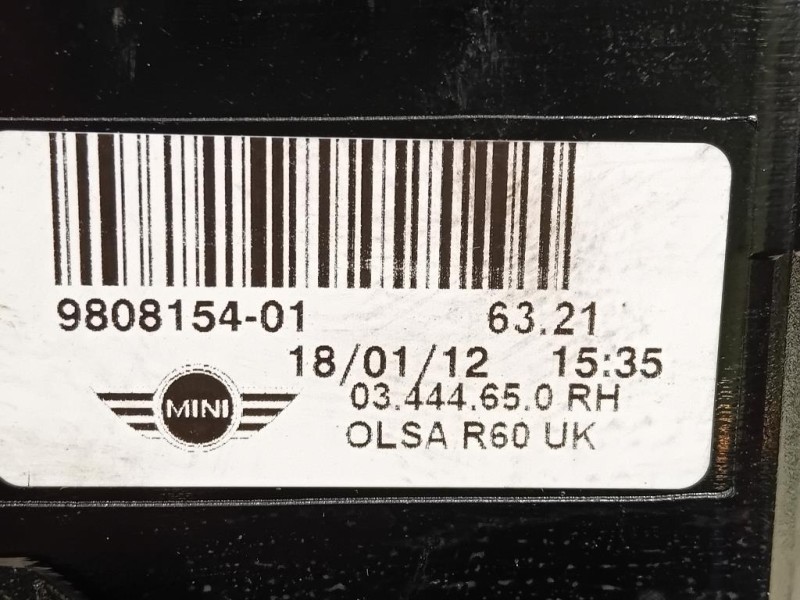 9808154-01 63.21
18/01/12 15:35
03.444.65.0 RH
MINI
OLSA R60 UK